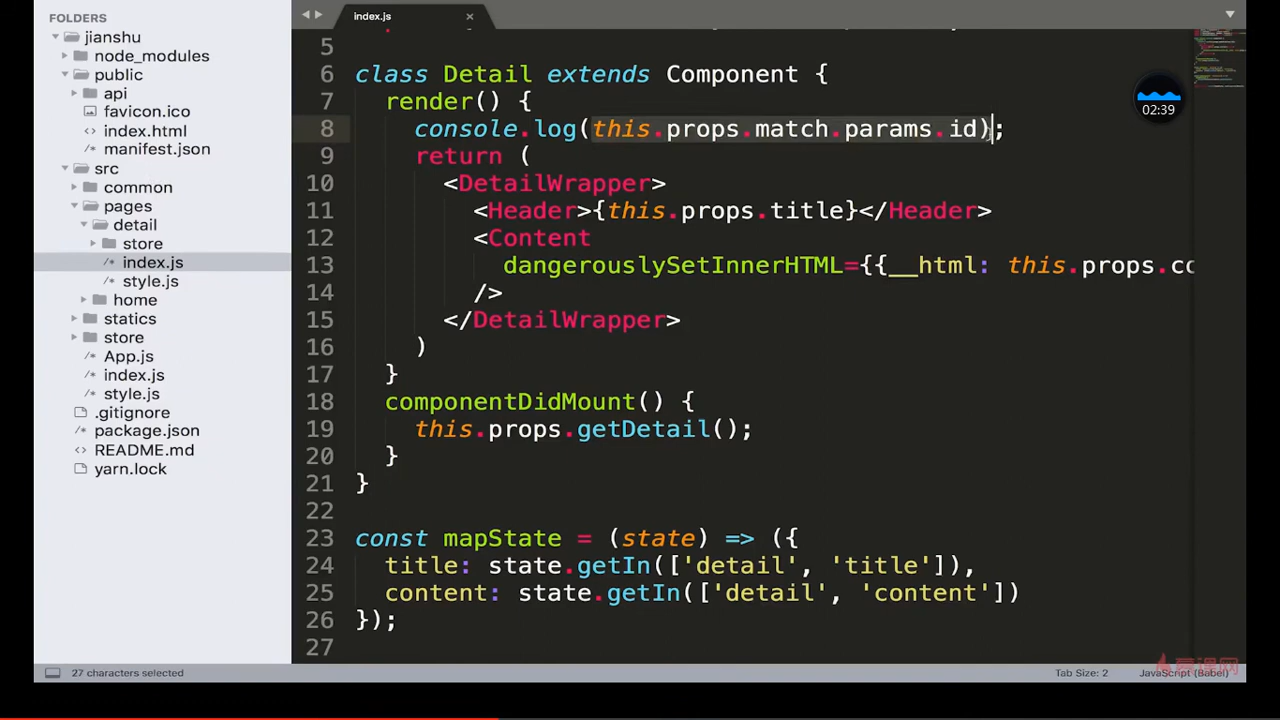 FOLDERS
jianshu
node_modules
public
api
favicon.ico
index.html
manifest.json
src
common
pages
detail
store
index.js
style.js
home
statics
store
App.js
index.js
style.js
.gitignore
package.json
README.md
yarn.lock
index.js
02:39
5
6 class Detail extends Component {
7 render() {
8 console.log(this.props.match.params.id);
9 return (
10 <DetailWrapper>
11 <Header>{this.props.title}</Header>
12 <Content
13 dangerouslySetInnerHTML={{__html: this.props.co
14 />
15 </DetailWrapper>
16 )
17 }
18 componentDidMount() {
19 this.props.getDetail();
20 }
21 }
22
23 const mapState = (state) => ({
24 title: state.getIn(['detail', 'title']),
25 content: state.getIn(['detail', 'content'])
26 });
27
27 characters selected
Tab Size: 2
JavaScript (Babel)
慕课网